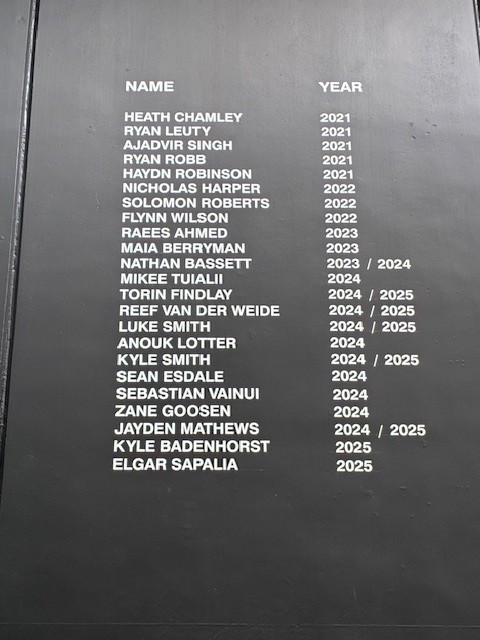 NAME YEAR
HEATH CHAMLEY 2021
RYAN LEUTY 2021
AJADVIR SINGH 2021
RYAN ROBB 2021
HAYDN ROBINSON 2021
NICHOLAS HARPER 2022
SOLOMON ROBERTS 2022
FLYNN WILSON 2022
RAEES AHMED 2023
MAIA BERRYMAN 2023
NATHAN BASSETT 2023 / 2024
MIKEE TUIALII 2024
TORIN FINDLAY 2024 / 2025
REEF VAN DER WEIDE 2024 / 2025
LUKE SMITH 2024 / 2025
ANOUK LOTTER 2024
KYLE SMITH 2024 / 2025
SEAN ESDALE 2024
SEBASTIAN VAINUI 2024
ZANE GOOSEN 2024
JAYDEN MATHEWS 2024 / 2025
KYLE BADENHORST 2025
ELGAR SAPALIA 2025